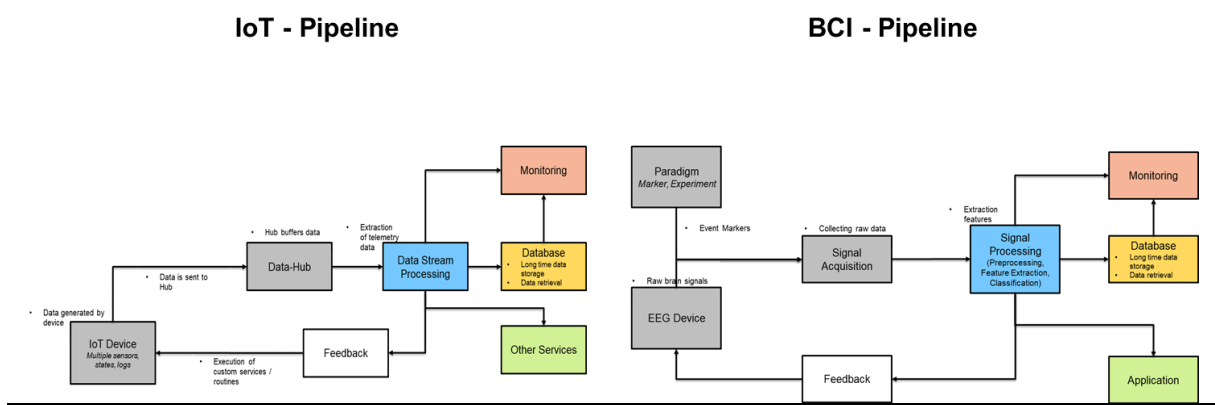 IoT - Pipeline
Monitoring
• Hub buffers data
• Extraction
of telemetry
data
Data-Hub
Data Stream
Processing
Database
• Long time data
storage
• Data retrieval
• Data is sent to
Hub
• Data generated by
device
IoT Device
Multiple sensors,
states, logs
• Execution of
custom services /
routines
Feedback
Other Services
BCI - Pipeline
Paradigm
Marker, Experiment
Monitoring
• Extraction
features
• Event Markers
• Collecting raw data
Signal
Acquisition
Signal
Processing
(Preprocessing,
Feature Extraction,
Classification)
Database
• Long time data
storage
• Data retrieval
• Raw brain signals
EEG Device
Feedback
Application